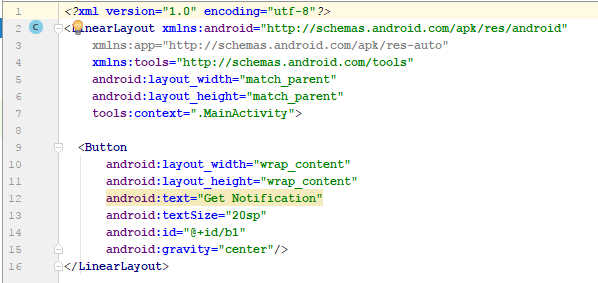 1 <?xml version="1.0" encoding="utf-8"?>
2 C <LinearLayout xmlns:android="http://schemas.android.com/apk/res/android"
3 xmlns:app="http://schemas.android.com/apk/res-auto"
4 xmlns:tools="http://schemas.android.com/tools"
5 android:layout_width="match_parent"
6 android:layout_height="match_parent"
7 tools:context=".MainActivity">
8
9 <Button
10 android:layout_width="wrap_content"
11 android:layout_height="wrap_content"
12 android:text="Get Notification"
13 android:textSize="20sp"
14 android:id="@+id/b1"
15 android:gravity="center"/>
16 </LinearLayout>